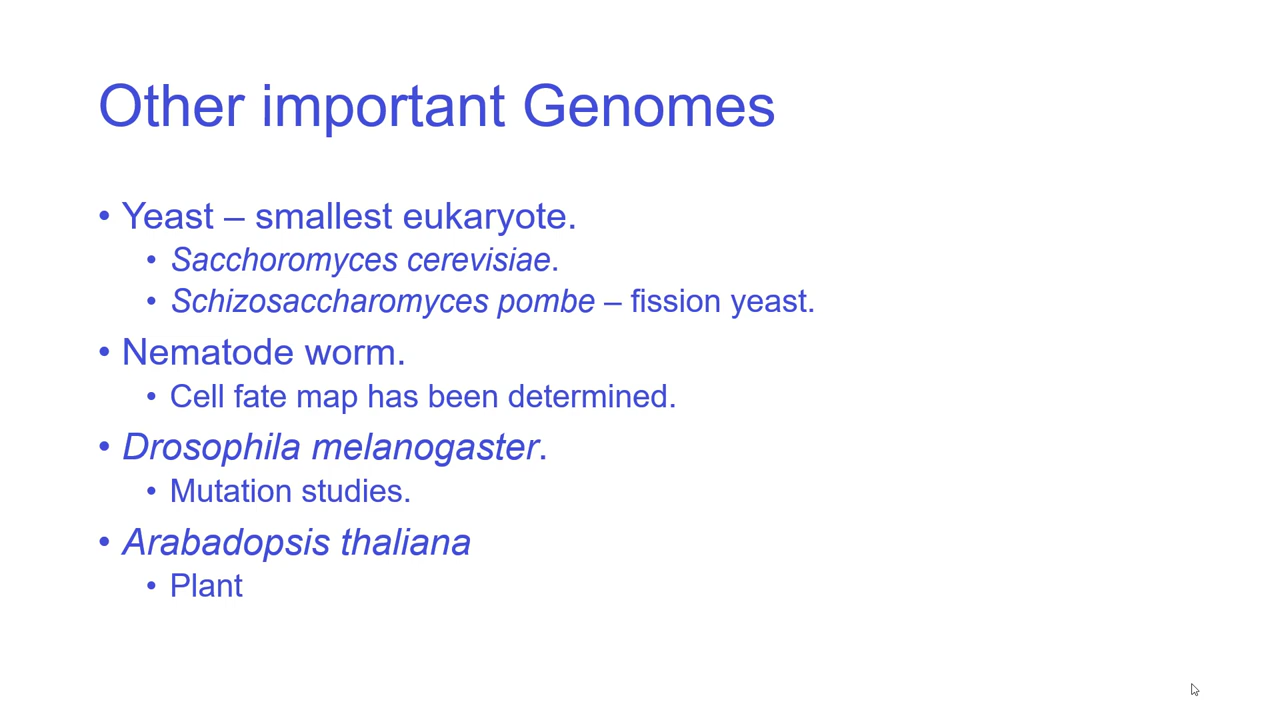 Other important Genomes
• Yeast – smallest eukaryote.
• Sacchoromyces cerevisiae.
• Schizosaccharomyces pombe – fission yeast.
• Nematode worm.
• Cell fate map has been determined.
• Drosophila melanogaster.
• Mutation studies.
• Arabadopsis thaliana
• Plant